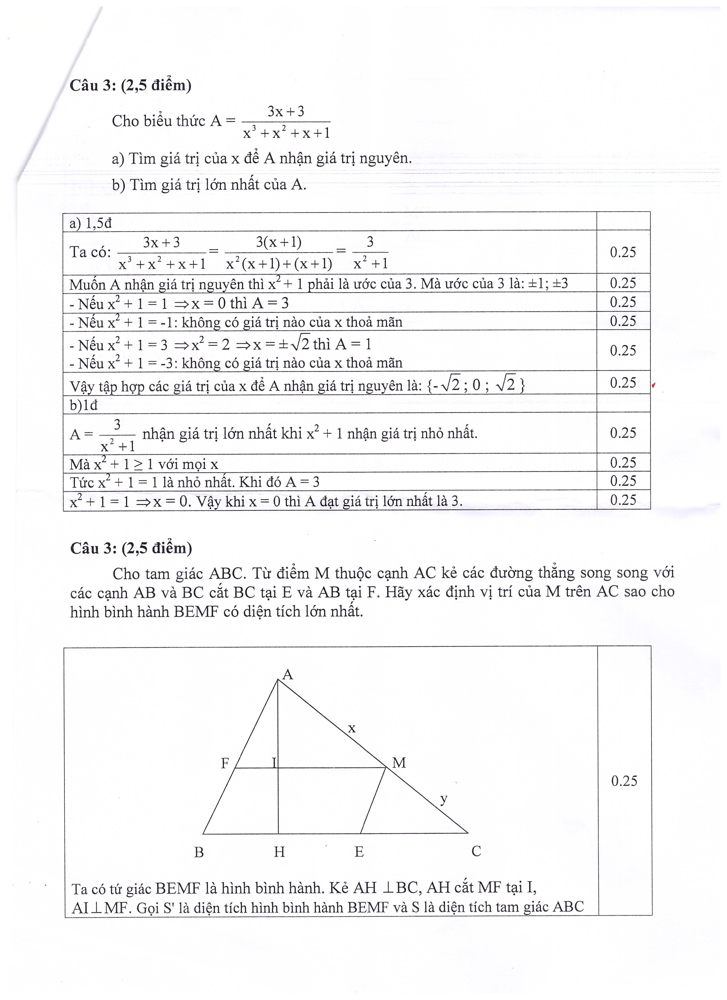 Câu 3: (2,5 điểm)
Cho biểu thức A = (3x + 3)/(x³ + x² + x + 1)
a) Tìm giá trị của x để A nhận giá trị nguyên.
b) Tìm giá trị lớn nhất của A.
a) 1,5đ
Ta có: (3x + 3)/(x³ + x² + x + 1) = 3(x + 1)/(x²(x + 1) + (x + 1)) = 3/(x² + 1) 0.25
Muốn A nhận giá trị nguyên thì x² + 1 phải là ước của 3. Mà ước của 3 là: ±1; ±3 0.25
- Nếu x² + 1 = 1 ⇒ x = 0 thì A = 3 0.25
- Nếu x² + 1 = -1: không có giá trị nào của x thoả mãn 0.25
- Nếu x² + 1 = 3 ⇒ x² = 2 ⇒ x = ±√2 thì A = 1 0.25
- Nếu x² + 1 = -3: không có giá trị nào của x thoả mãn
Vậy tập hợp các giá trị của x để A nhận giá trị nguyên là: {-√2 ; 0 ; √2 } 0.25
b)1đ
A = 3/(x² + 1) nhận giá trị lớn nhất khi x² + 1 nhận giá trị nhỏ nhất. 0.25
Mà x² + 1 ≥ 1 với mọi x 0.25
Tức x² + 1 = 1 là nhỏ nhất. Khi đó A = 3 0.25
x² + 1 = 1 ⇒ x = 0. Vậy khi x = 0 thì A đạt giá trị lớn nhất là 3. 0.25
Câu 3: (2,5 điểm)
Cho tam giác ABC. Từ điểm M thuộc cạnh AC kẻ các đường thẳng song song với
các cạnh AB và BC cắt BC tại E và AB tại F. Hãy xác định vị trí của M trên AC sao cho
hình bình hành BEMF có diện tích lớn nhất.
A
x
F I M
0.25
y
B H E C
Ta có tứ giác BEMF là hình bình hành. Kẻ AH ⊥ BC, AH cắt MF tại I,
AI ⊥ MF. Gọi S' là diện tích hình bình hành BEMF và S là diện tích tam giác ABC